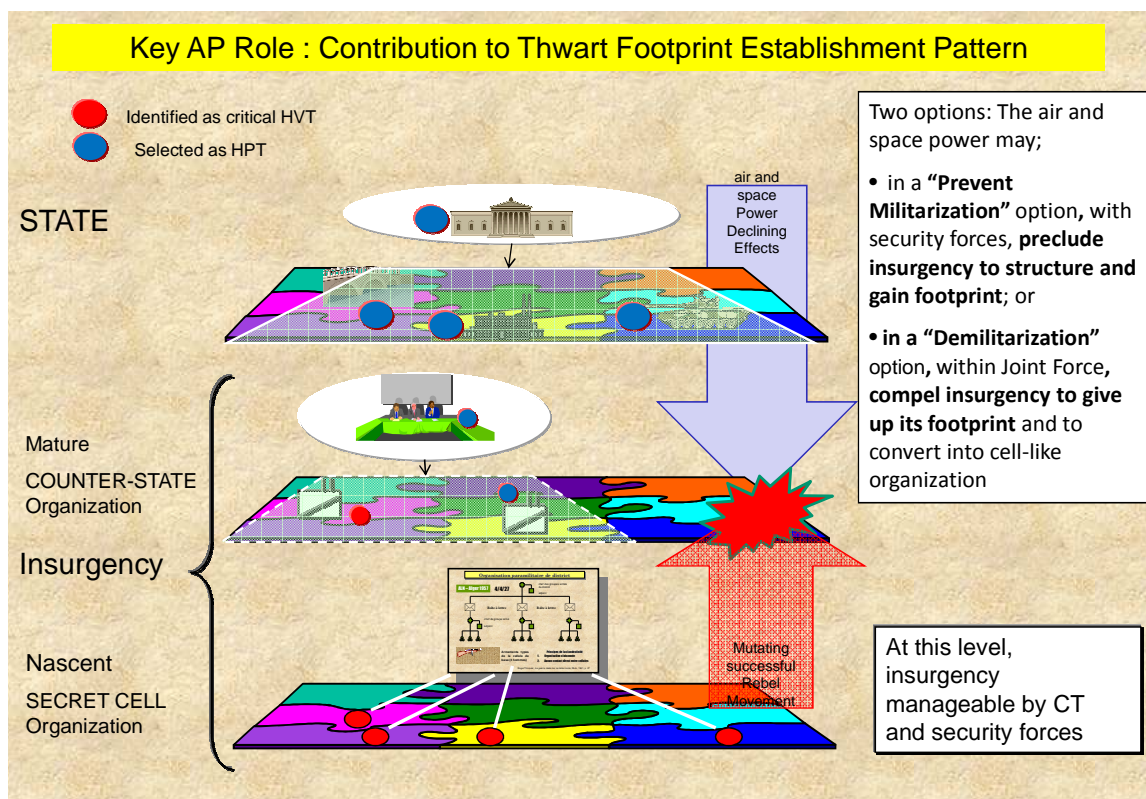 Key AP Role : Contribution to Thwart Footprint Establishment Pattern
Identified as critical HVT
Selected as HPT
STATE
air and
space
Power
Declining
Effects
Two options: The air and
space power may;
• in a “Prevent
Militarization” option, with
security forces, preclude
insurgency to structure and
gain footprint; or
• in a “Demilitarization”
option, within Joint Force,
compel insurgency to give
up its footprint and to
convert into cell-like
organization
Mature
COUNTER-STATE
Organization
Insurgency
Organisation paramilitaire de district
4/4/27
Nascent
SECRET CELL
Organization
Mutating
successful
Rebel
Movement
At this level,
insurgency
manageable by CT
and security forces